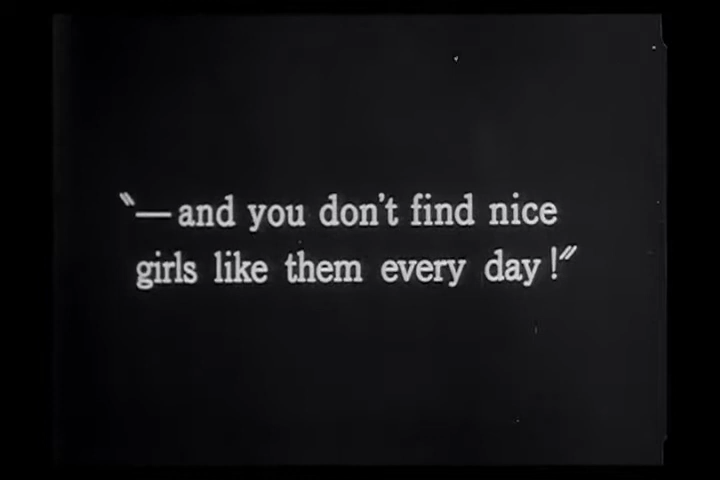 "—and you don't find nice
girls like them every day!"